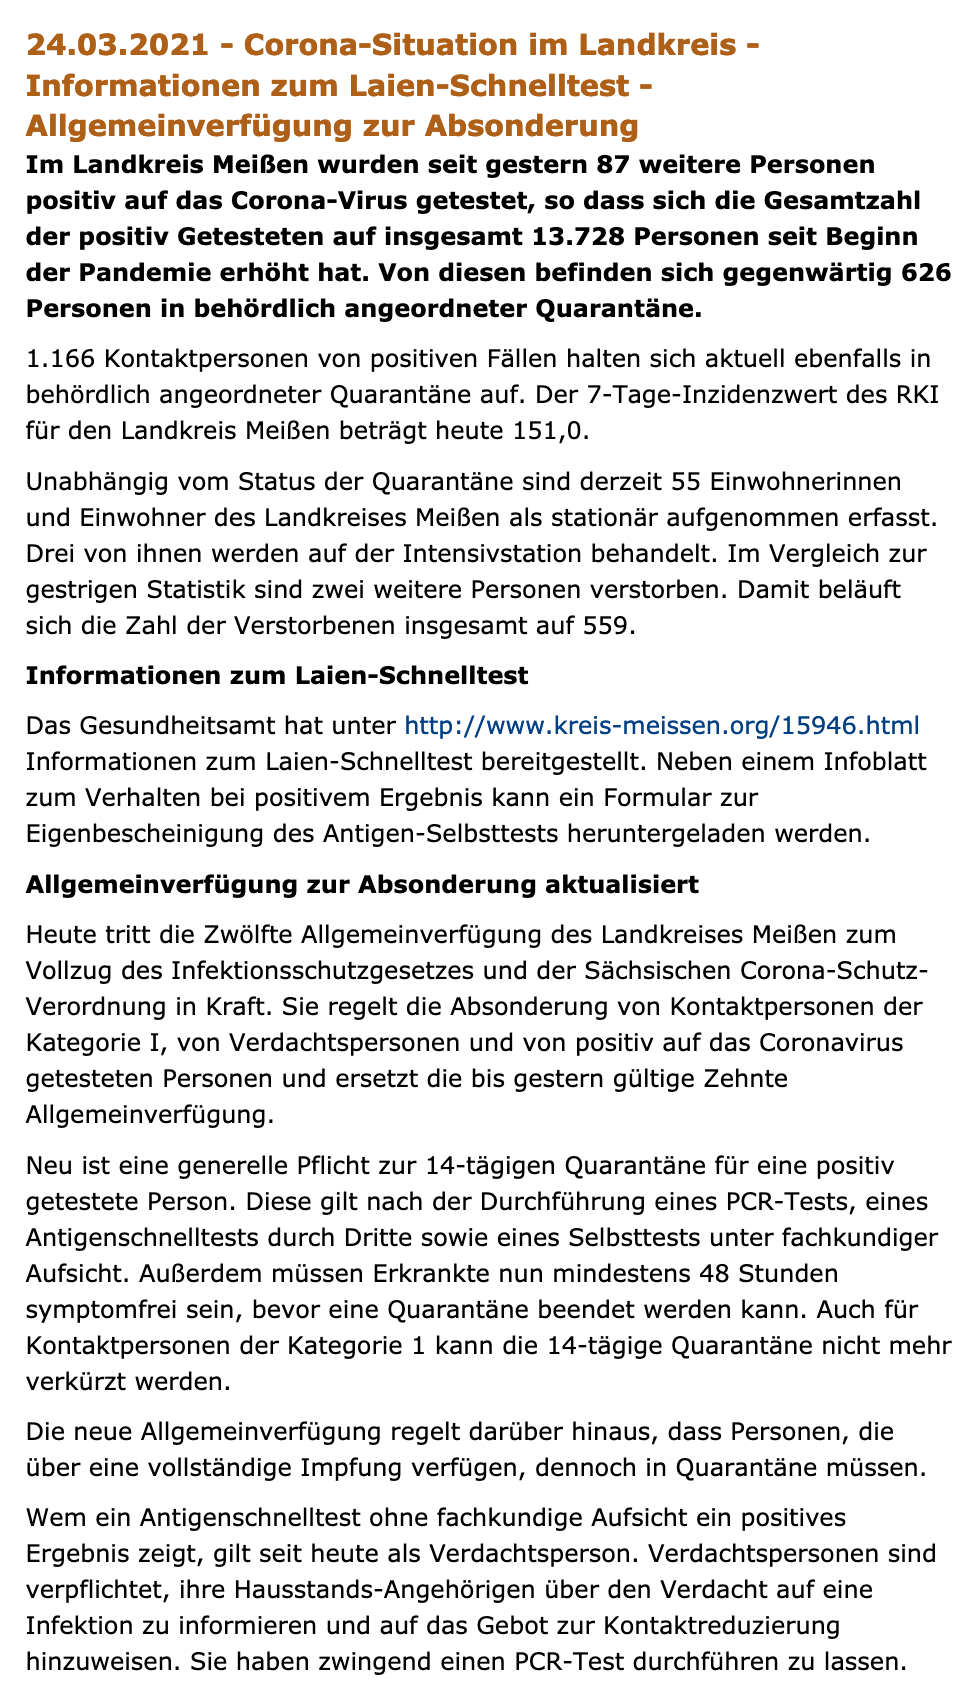 24.03.2021 - Corona-Situation im Landkreis -
Informationen zum Laien-Schnelltest -
Allgemeinverfügung zur Absonderung
Im Landkreis Meißen wurden seit gestern 87 weitere Personen
positiv auf das Corona-Virus getestet, so dass sich die Gesamtzahl
der positiv Getesteten auf insgesamt 13.728 Personen seit Beginn
der Pandemie erhöht hat. Von diesen befinden sich gegenwärtig 626
Personen in behördlich angeordneter Quarantäne.
1.166 Kontaktpersonen von positiven Fällen halten sich aktuell ebenfalls in
behördlich angeordneter Quarantäne auf. Der 7-Tage-Inzidenzwert des RKI
für den Landkreis Meißen beträgt heute 151,0.
Unabhängig vom Status der Quarantäne sind derzeit 55 Einwohnerinnen
und Einwohner des Landkreises Meißen als stationär aufgenommen erfasst.
Drei von ihnen werden auf der Intensivstation behandelt. Im Vergleich zur
gestrigen Statistik sind zwei weitere Personen verstorben. Damit beläuft
sich die Zahl der Verstorbenen insgesamt auf 559.
Informationen zum Laien-Schnelltest
Das Gesundheitsamt hat unter http://www.kreis-meissen.org/15946.html
Informationen zum Laien-Schnelltest bereitgestellt. Neben einem Infoblatt
zum Verhalten bei positivem Ergebnis kann ein Formular zur
Eigenbescheinigung des Antigen-Selbsttests heruntergeladen werden.
Allgemeinverfügung zur Absonderung aktualisiert
Heute tritt die Zwölfte Allgemeinverfügung des Landkreises Meißen zum
Vollzug des Infektionsschutzgesetzes und der Sächsischen Corona-Schutz-
Verordnung in Kraft. Sie regelt die Absonderung von Kontaktpersonen der
Kategorie I, von Verdachtspersonen und von positiv auf das Coronavirus
getesteten Personen und ersetzt die bis gestern gültige Zehnte
Allgemeinverfügung.
Neu ist eine generelle Pflicht zur 14-tägigen Quarantäne für eine positiv
getestete Person. Diese gilt nach der Durchführung eines PCR-Tests, eines
Antigenschnelltests durch Dritte sowie eines Selbsttests unter fachkundiger
Aufsicht. Außerdem müssen Erkrankte nun mindestens 48 Stunden
symptomfrei sein, bevor eine Quarantäne beendet werden kann. Auch für
Kontaktpersonen der Kategorie 1 kann die 14-tägige Quarantäne nicht mehr
verkürzt werden.
Die neue Allgemeinverfügung regelt darüber hinaus, dass Personen, die
über eine vollständige Impfung verfügen, dennoch in Quarantäne müssen.
Wem ein Antigenschnelltest ohne fachkundige Aufsicht ein positives
Ergebnis zeigt, gilt seit heute als Verdachtsperson. Verdachtspersonen sind
verpflichtet, ihre Hausstands-Angehörigen über den Verdacht auf eine
Infektion zu informieren und auf das Gebot zur Kontaktreduzierung
hinzuweisen. Sie haben zwingend einen PCR-Test durchführen zu lassen.